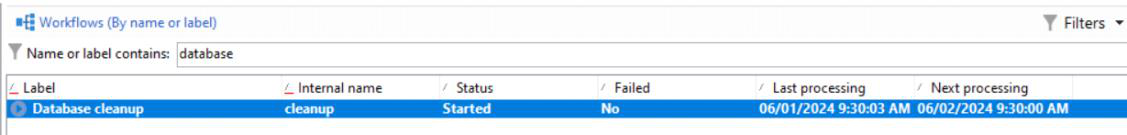 Workflows (By name or label)
Filters
Name or label contains: database
Label Internal name Status Failed Last processing Next processing
Database cleanup cleanup Started No 06/01/2024 9:30:03 AM 06/02/2024 9:30:00 AM